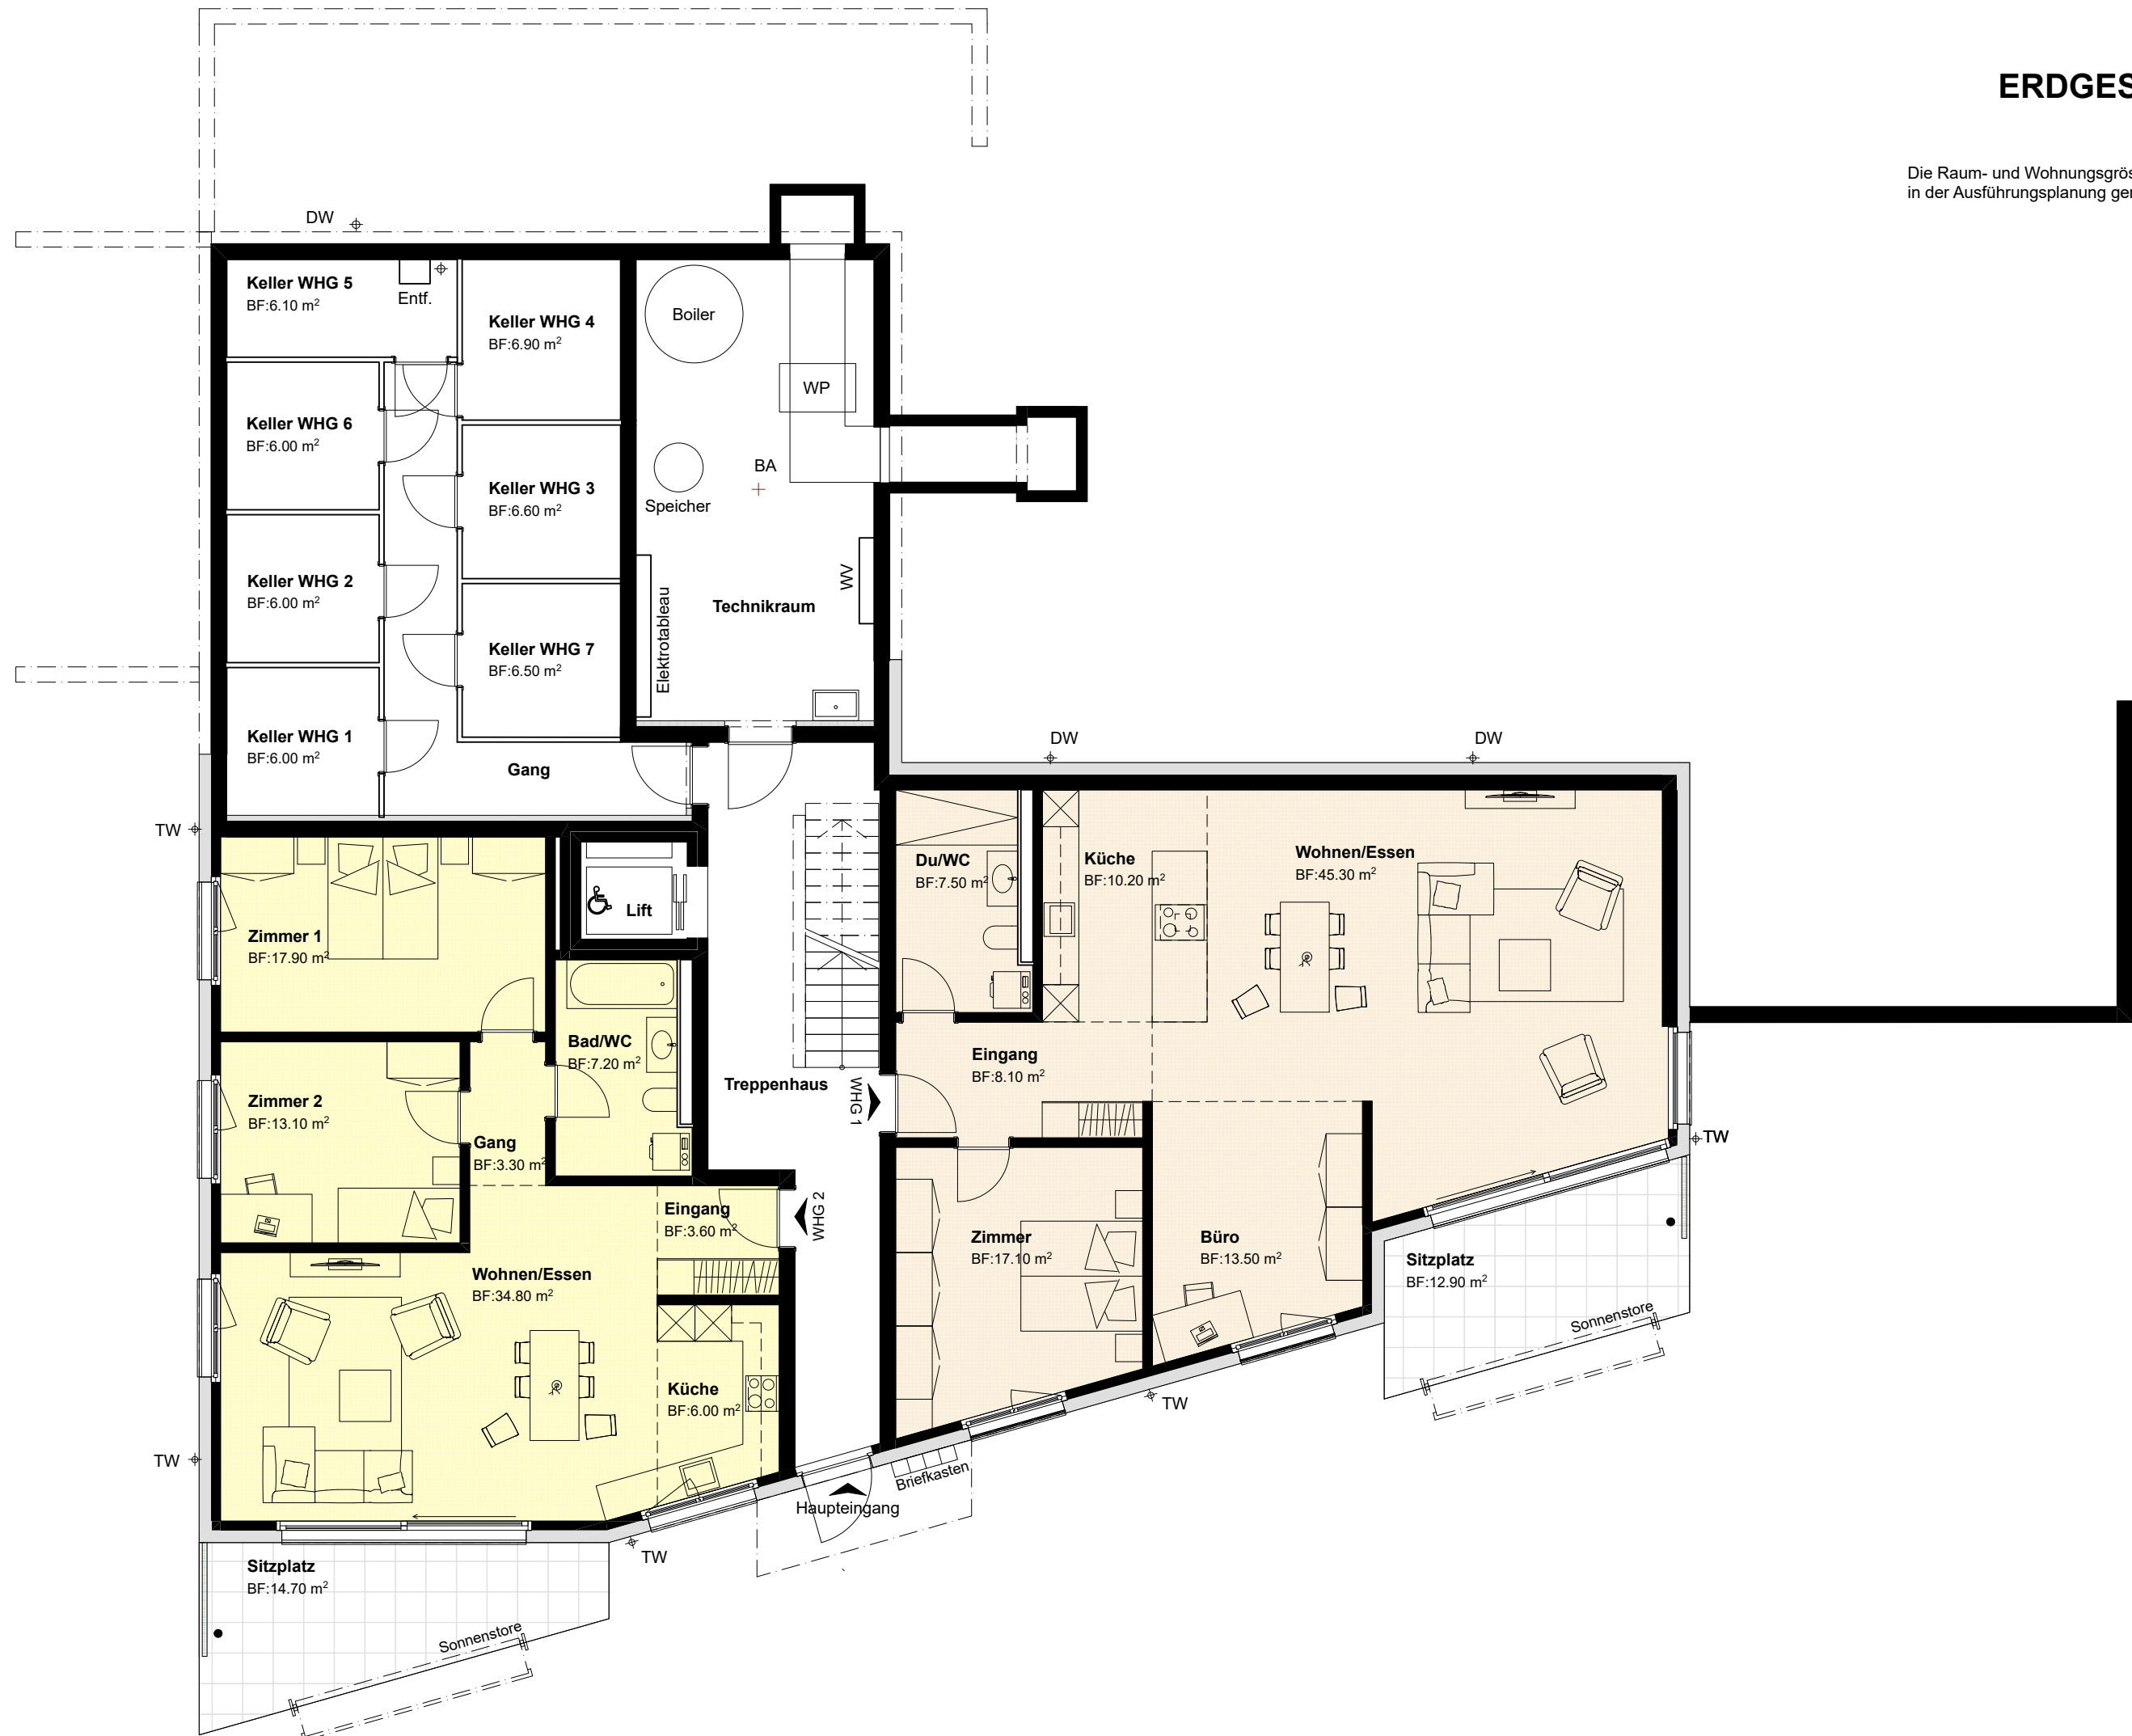 ERDGES
Die Raum- und Wohnungsgrös
in der Ausführungsplanung ger
DW
Keller WHG 5
BF:6.10 m²
Entf.
Keller WHG 4
BF:6.90 m²
Boiler
WP
Keller WHG 6
BF:6.00 m²
Keller WHG 3
BF:6.60 m²
BA
Speicher
Keller WHG 2
BF:6.00 m²
WV
Technikraum
Elektrotableau
Keller WHG 7
BF:6.50 m²
Keller WHG 1
BF:6.00 m²
Gang
DW
DW
TW
Du/WC
BF:7.50 m²
Küche
BF:10.20 m²
Wohnen/Essen
BF:45.30 m²
Lift
Zimmer 1
BF:17.90 m²
Bad/WC
BF:7.20 m²
Eingang
BF:8.10 m²
Treppenhaus
WHG 1
Zimmer 2
BF:13.10 m²
Gang
BF:3.30 m²
TW
Eingang
BF:3.60 m²
WHG 2
Zimmer
BF:17.10 m²
Büro
BF:13.50 m²
Sitzplatz
BF:12.90 m²
Sonnenstore
Wohnen/Essen
BF:34.80 m²
Küche
BF:6.00 m²
TW
TW
Briefkasten
Haupteingang
TW
Sitzplatz
BF:14.70 m²
Sonnenstore